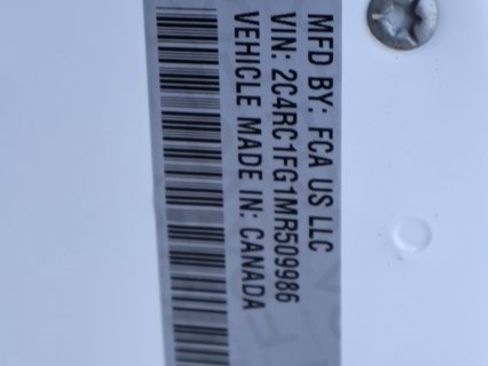 MFD BY: FCA US LLC
VIN: 2C4RC1FG1MR509986
VEHICLE MADE IN: CANADA